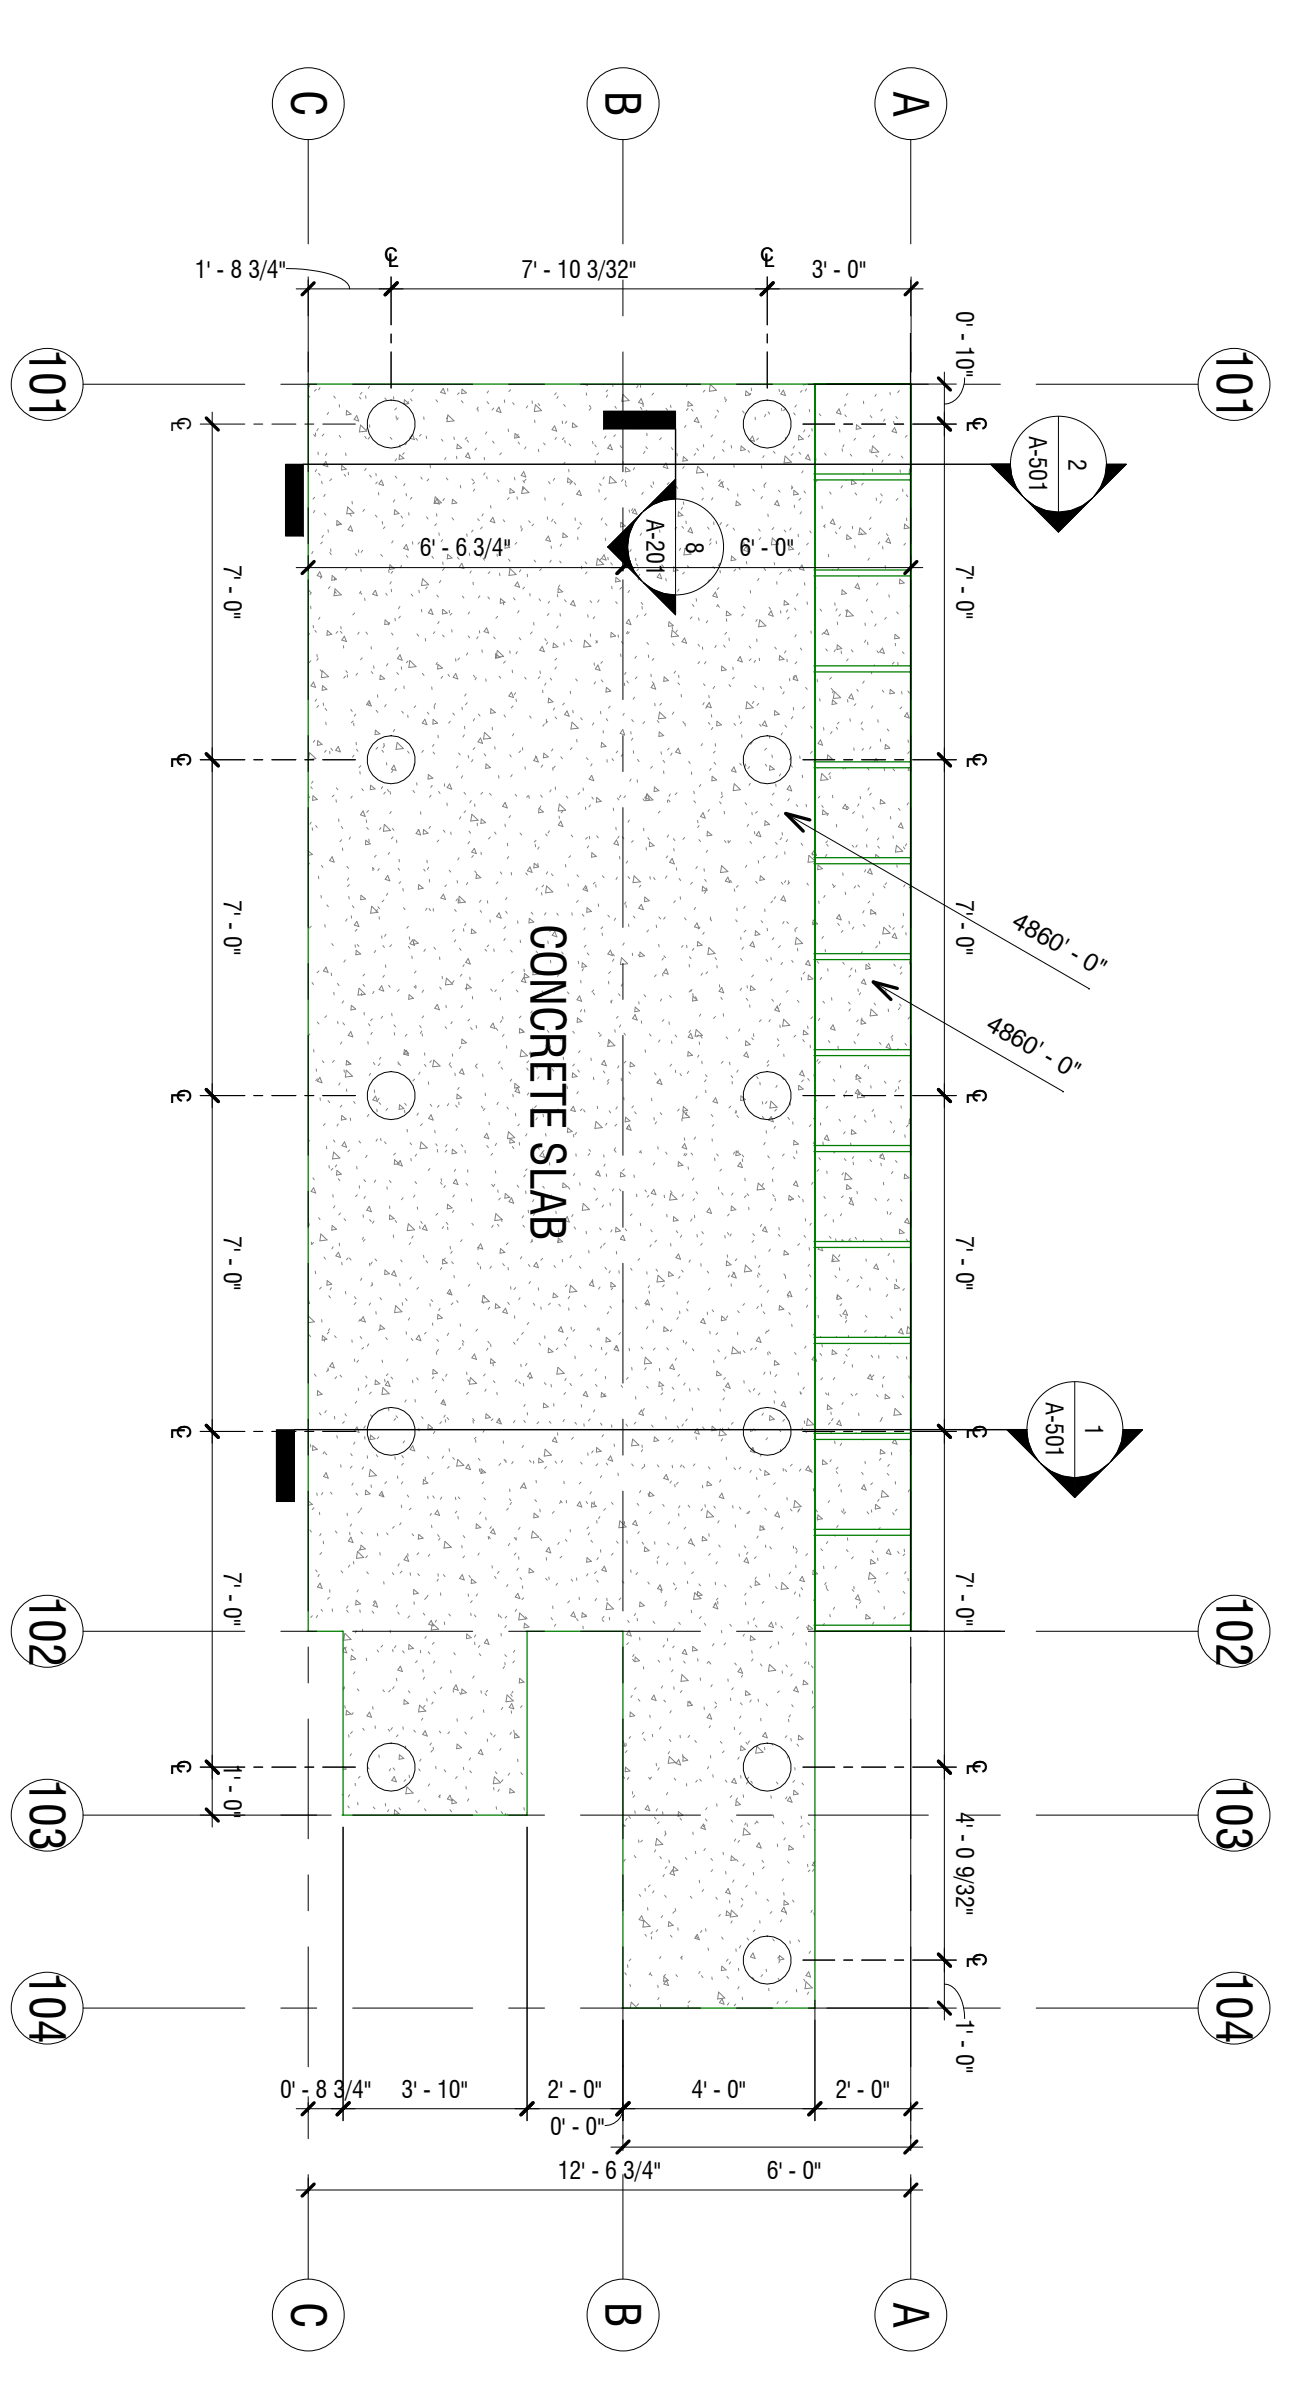 C
B
A
℄
℄
1' - 8 3/4"
7' - 10 3/32"
3' - 0"
0' - 10"
101
101
℄
℄
2
A-501
6' - 6 3/4"
8
A-201
6' - 0"
7' - 0"
7' - 0"
℄
℄
4860' - 0"
7' - 0"
7' - 0"
4860' - 0"
CONCRETE SLAB
℄
℄
7' - 0"
7' - 0"
1
A-501
℄
℄
7' - 0"
7' - 0"
102
102
℄
℄
1' - 0"
103
103
4' - 0 9/32"
℄
104
104
1' - 0"
0' - 8 3/4"
3' - 10"
2' - 0"
4' - 0"
2' - 0"
0' - 0"
12' - 6 3/4"
6' - 0"
C
B
A